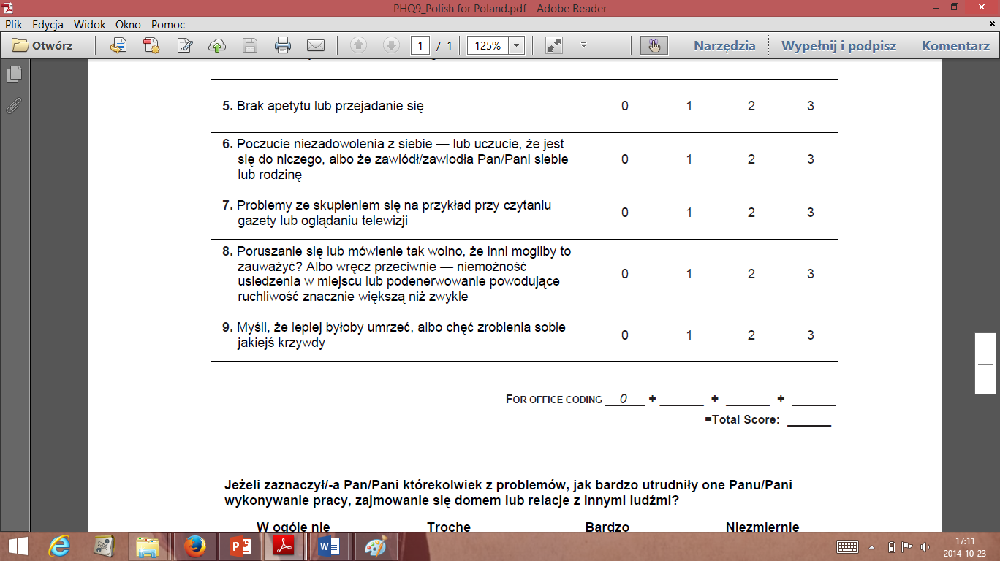 PHQ9_Polish for Poland.pdf - Adobe Reader
Plik Edycja Widok Okno Pomoc
Otwórz 1 / 1 125% Narzędzia Wypełnij i podpisz Komentarz
5. Brak apetytu lub przejadanie się 0 1 2 3
6. Poczucie niezadowolenia z siebie — lub uczucie, że jest
się do niczego, albo że zawiódł/zawiodła Pan/Pani siebie 0 1 2 3
lub rodzinę
7. Problemy ze skupieniem się na przykład przy czytaniu
gazety lub oglądaniu telewizji 0 1 2 3
8. Poruszanie się lub mówienie tak wolno, że inni mogliby to
zauważyć? Albo wręcz przeciwnie — niemożność
usiedzenia w miejscu lub podenerwowanie powodujące 0 1 2 3
ruchliwość znacznie większą niż zwykle
9. Myśli, że lepiej byłoby umrzeć, albo chęć zrobienia sobie
jakiejś krzywdy 0 1 2 3
FOR OFFICE CODING 0 + ______ + ______ + ______
=Total Score: ______
Jeżeli zaznaczył/-a Pan/Pani którekolwiek z problemów, jak bardzo utrudniły one Panu/Pani
wykonywanie pracy, zajmowanie się domem lub relacje z innymi ludźmi?
W ogóle nie Trochę Bardzo Niezmiernie
17:11
2014-10-23